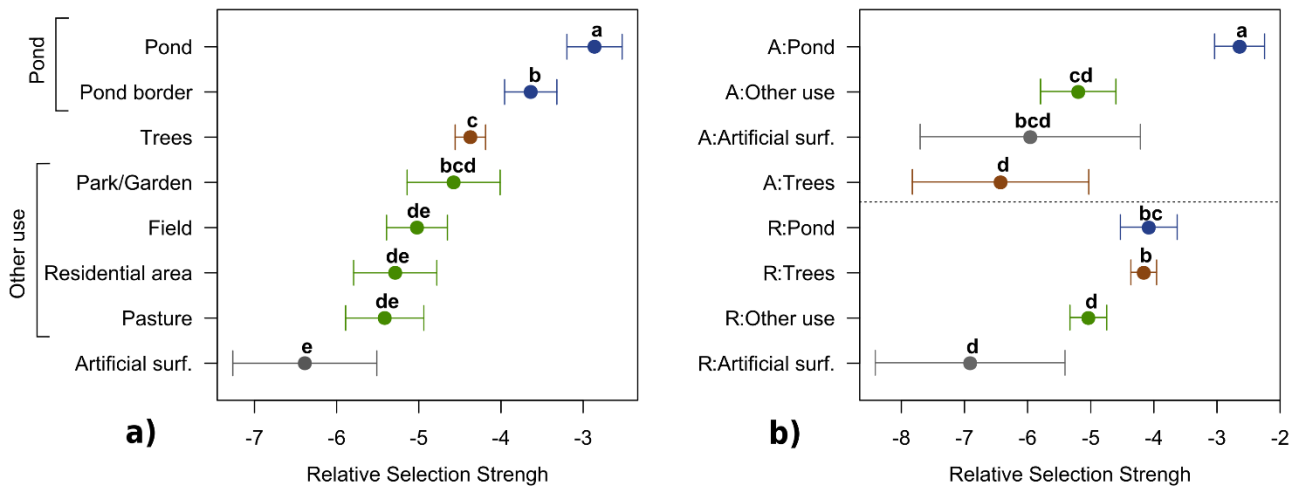 Pond
Other use
Pond
Pond border
Trees
Park/Garden
Field
Residential area
Pasture
Artificial surf.
a
b
c
bcd
de
de
de
e
-7 -6 -5 -4 -3
a)
Relative Selection Strengh
A:Pond
A:Other use
A:Artificial surf.
A:Trees
R:Pond
R:Trees
R:Other use
R:Artificial surf.
a
cd
bcd
d
bc
b
d
d
-8 -7 -6 -5 -4 -3 -2
b)
Relative Selection Strengh